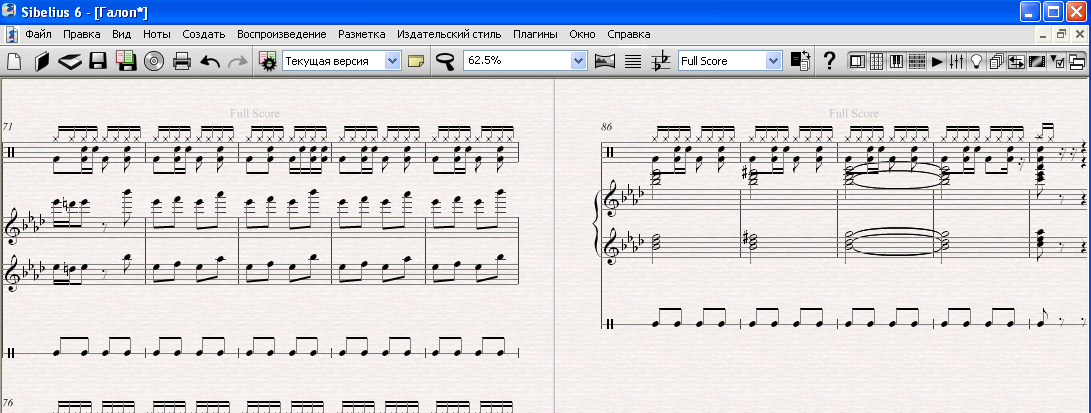 Sibelius 6 - [Галоп*]
Файл Правка Вид Ноты Создать Воспроизведение Разметка Издательский стиль Плагины Окно Справка
Текущая версия 62.5% Full Score ?
Full Score Full Score
71 86
76